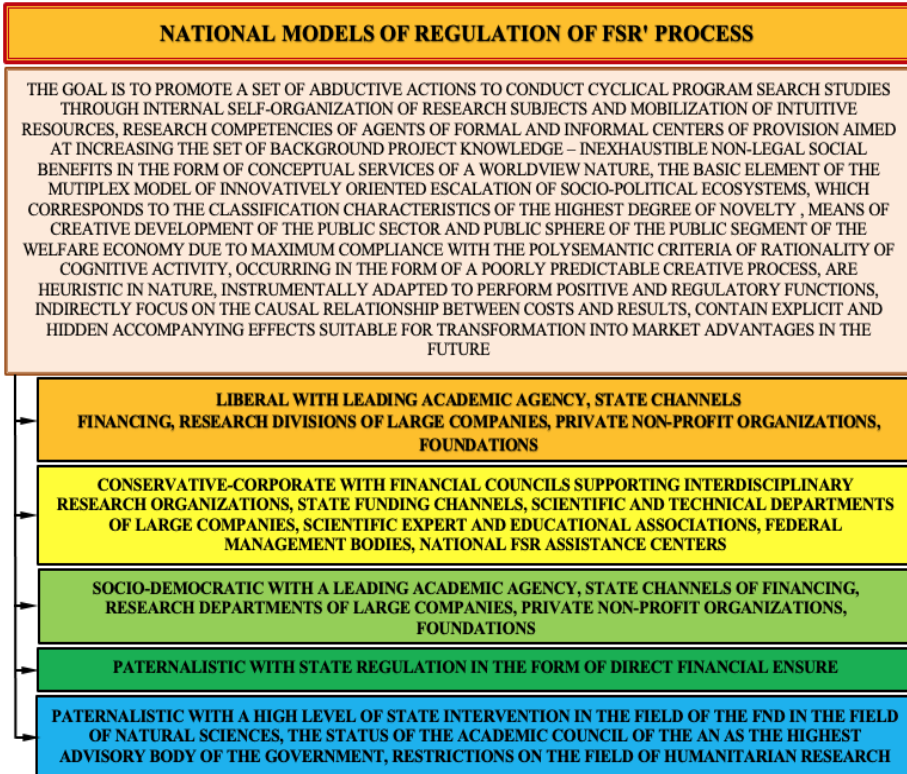 NATIONAL MODELS OF REGULATION OF FSR' PROCESS
THE GOAL IS TO PROMOTE A SET OF ABDUCTIVE ACTIONS TO CONDUCT CYCLICAL PROGRAM SEARCH STUDIES
THROUGH INTERNAL SELF-ORGANIZATION OF RESEARCH SUBJECTS AND MOBILIZATION OF INTUITIVE
RESOURCES, RESEARCH COMPETENCIES OF AGENTS OF FORMAL AND INFORMAL CENTERS OF PROVISION AIMED
AT INCREASING THE SET OF BACKGROUND PROJECT KNOWLEDGE – INEXHAUSTIBLE NON-LEGAL SOCIAL
BENEFITS IN THE FORM OF CONCEPTUAL SERVICES OF A WORLDVIEW NATURE, THE BASIC ELEMENT OF THE
MUTIPLEX MODEL OF INNOVATIVELY ORIENTED ESCALATION OF SOCIO-POLITICAL ECOSYSTEMS, WHICH
CORRESPONDS TO THE CLASSIFICATION CHARACTERISTICS OF THE HIGHEST DEGREE OF NOVELTY , MEANS OF
CREATIVE DEVELOPMENT OF THE PUBLIC SECTOR AND PUBLIC SPHERE OF THE PUBLIC SEGMENT OF THE
WELFARE ECONOMY DUE TO MAXIMUM COMPLIANCE WITH THE POLYSEMANTIC CRITERIA OF RATIONALITY OF
COGNITIVE ACTIVITY, OCCURRING IN THE FORM OF A POORLY PREDICTABLE CREATIVE PROCESS, ARE
HEURISTIC IN NATURE, INSTRUMENTALLY ADAPTED TO PERFORM POSITIVE AND REGULATORY FUNCTIONS,
INDIRECTLY FOCUS ON THE CAUSAL RELATIONSHIP BETWEEN COSTS AND RESULTS, CONTAIN EXPLICIT AND
HIDDEN ACCOMPANYING EFFECTS SUITABLE FOR TRANSFORMATION INTO MARKET ADVANTAGES IN THE
FUTURE
LIBERAL WITH LEADING ACADEMIC AGENCY, STATE CHANNELS
FINANCING, RESEARCH DIVISIONS OF LARGE COMPANIES, PRIVATE NON-PROFIT ORGANIZATIONS,
FOUNDATIONS
CONSERVATIVE-CORPORATE WITH FINANCIAL COUNCILS SUPPORTING INTERDISCIPLINARY
RESEARCH ORGANIZATIONS, STATE FUNDING CHANNELS, SCIENTIFIC AND TECHNICAL DEPARTMENTS
OF LARGE COMPANIES, SCIENTIFIC EXPERT AND EDUCATIONAL ASSOCIATIONS, FEDERAL
MANAGEMENT BODIES, NATIONAL FSR ASSISTANCE CENTERS
SOCIO-DEMOCRATIC WITH A LEADING ACADEMIC AGENCY, STATE CHANNELS OF FINANCING,
RESEARCH DEPARTMENTS OF LARGE COMPANIES, PRIVATE NON-PROFIT ORGANIZATIONS,
FOUNDATIONS
PATERNALISTIC WITH STATE REGULATION IN THE FORM OF DIRECT FINANCIAL ENSURE
PATERNALISTIC WITH A HIGH LEVEL OF STATE INTERVENTION IN THE FIELD OF THE FND IN THE FIELD
OF NATURAL SCIENCES, THE STATUS OF THE ACADEMIC COUNCIL OF THE AN AS THE HIGHEST
ADVISORY BODY OF THE GOVERNMENT, RESTRICTIONS ON THE FIELD OF HUMANITARIAN RESEARCH